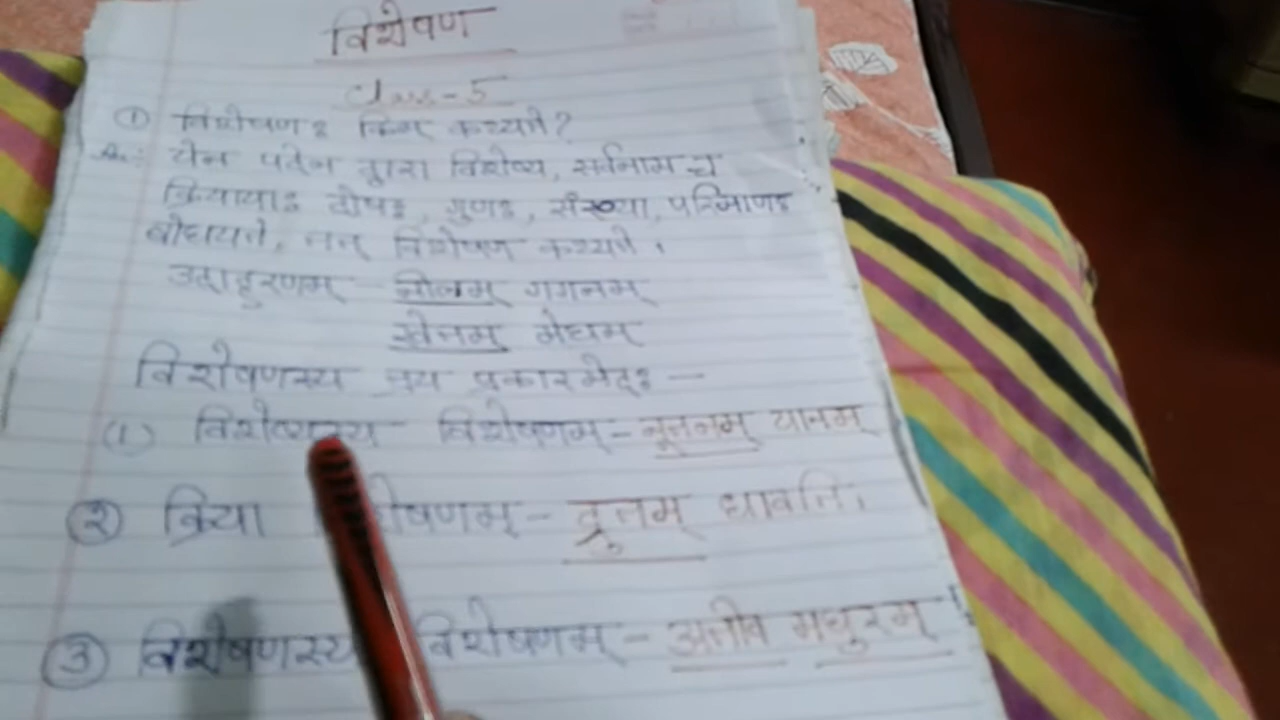 विशेषण
Class-5
① विशेषणः किम् कथ्यते?
Ans: येन पदेन द्वारा विशेष्य, सर्वनाम च
क्रियायाः दोषः, गुणः, संख्या, परिमाणः
बोधयते, तत् विशेषण कथ्यते।
उदाहरणम् - नीलम् गगनम्
श्वेतम् मेघम्
विशेषणस्य त्रय प्रकारभेदः —
(1) विशेष्यस्य विशेषणम् - नूतनम् यानम्
② क्रिया विशेषणम् - द्रुतम् धावति।
③ विशेषणस्य विशेषणम् - अतीव मधुरम्।